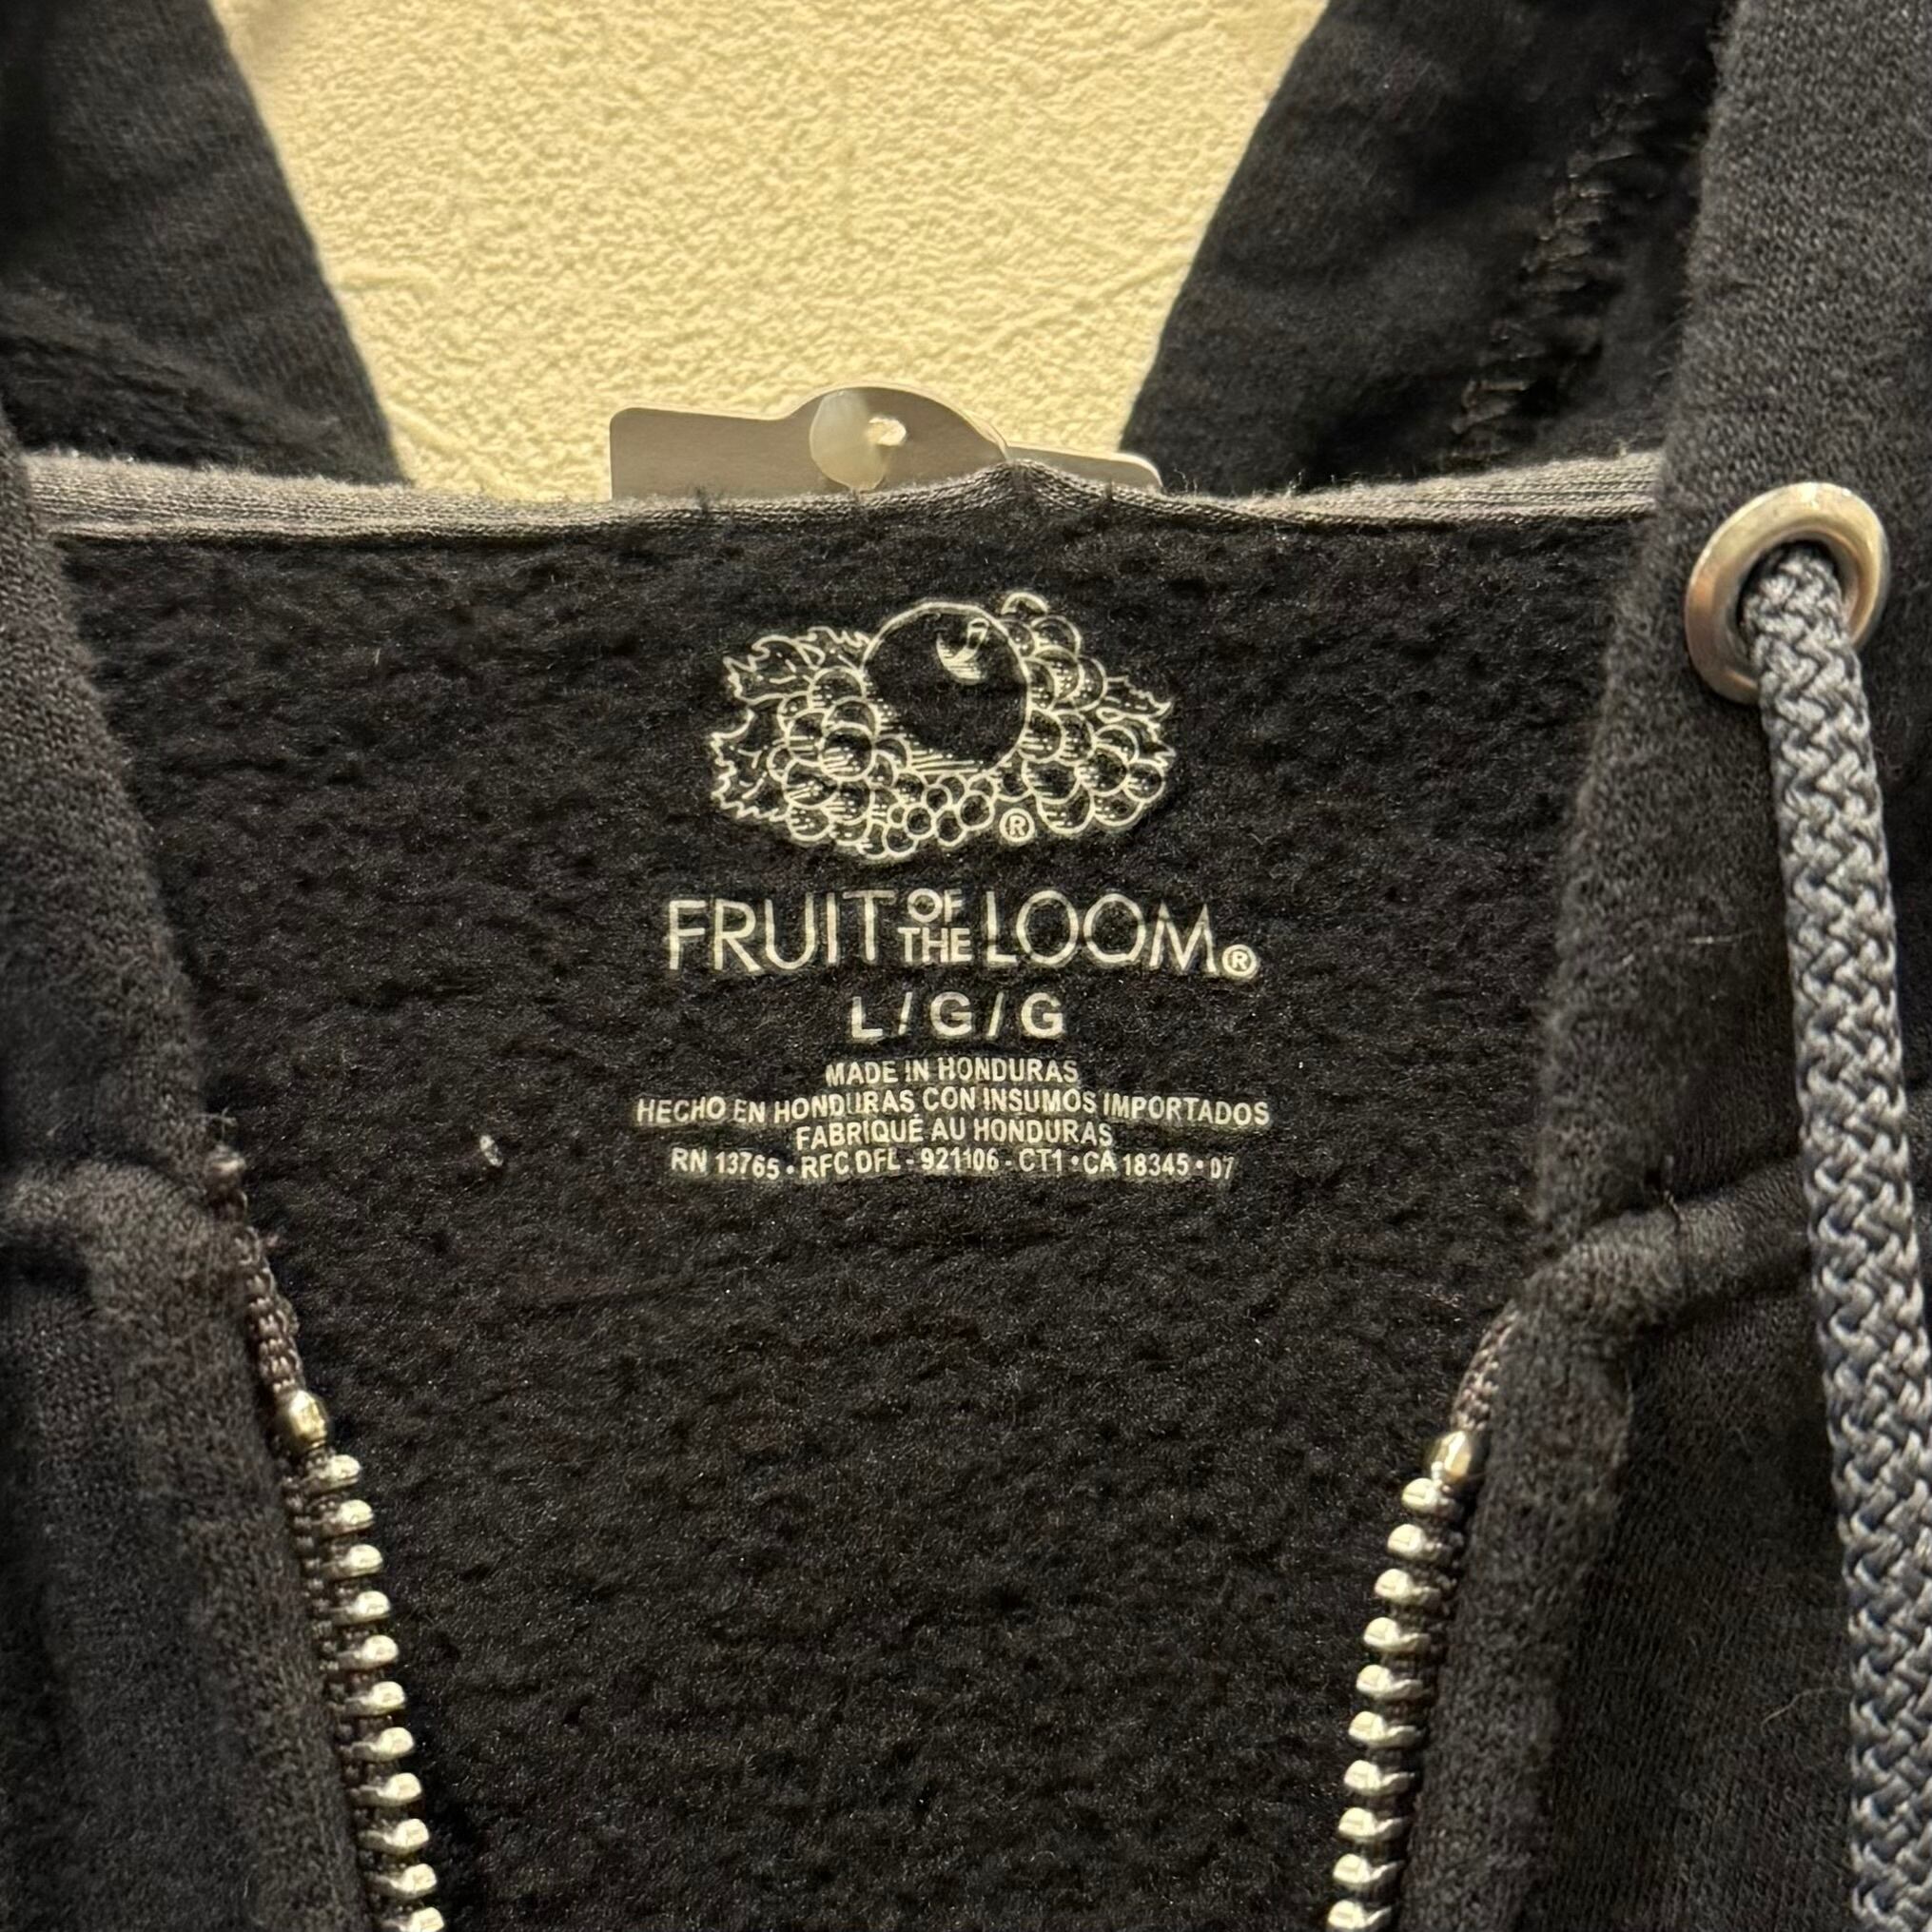 ®
FRUIT OF THE LOOM®
L / G / G
MADE IN HONDURAS
HECHO EN HONDURAS CON INSUMOS IMPORTADOS
FABRIQUÉ AU HONDURAS
RN 13765 • RFC DFL - 921106 - CT1 • CA 18345 • 07